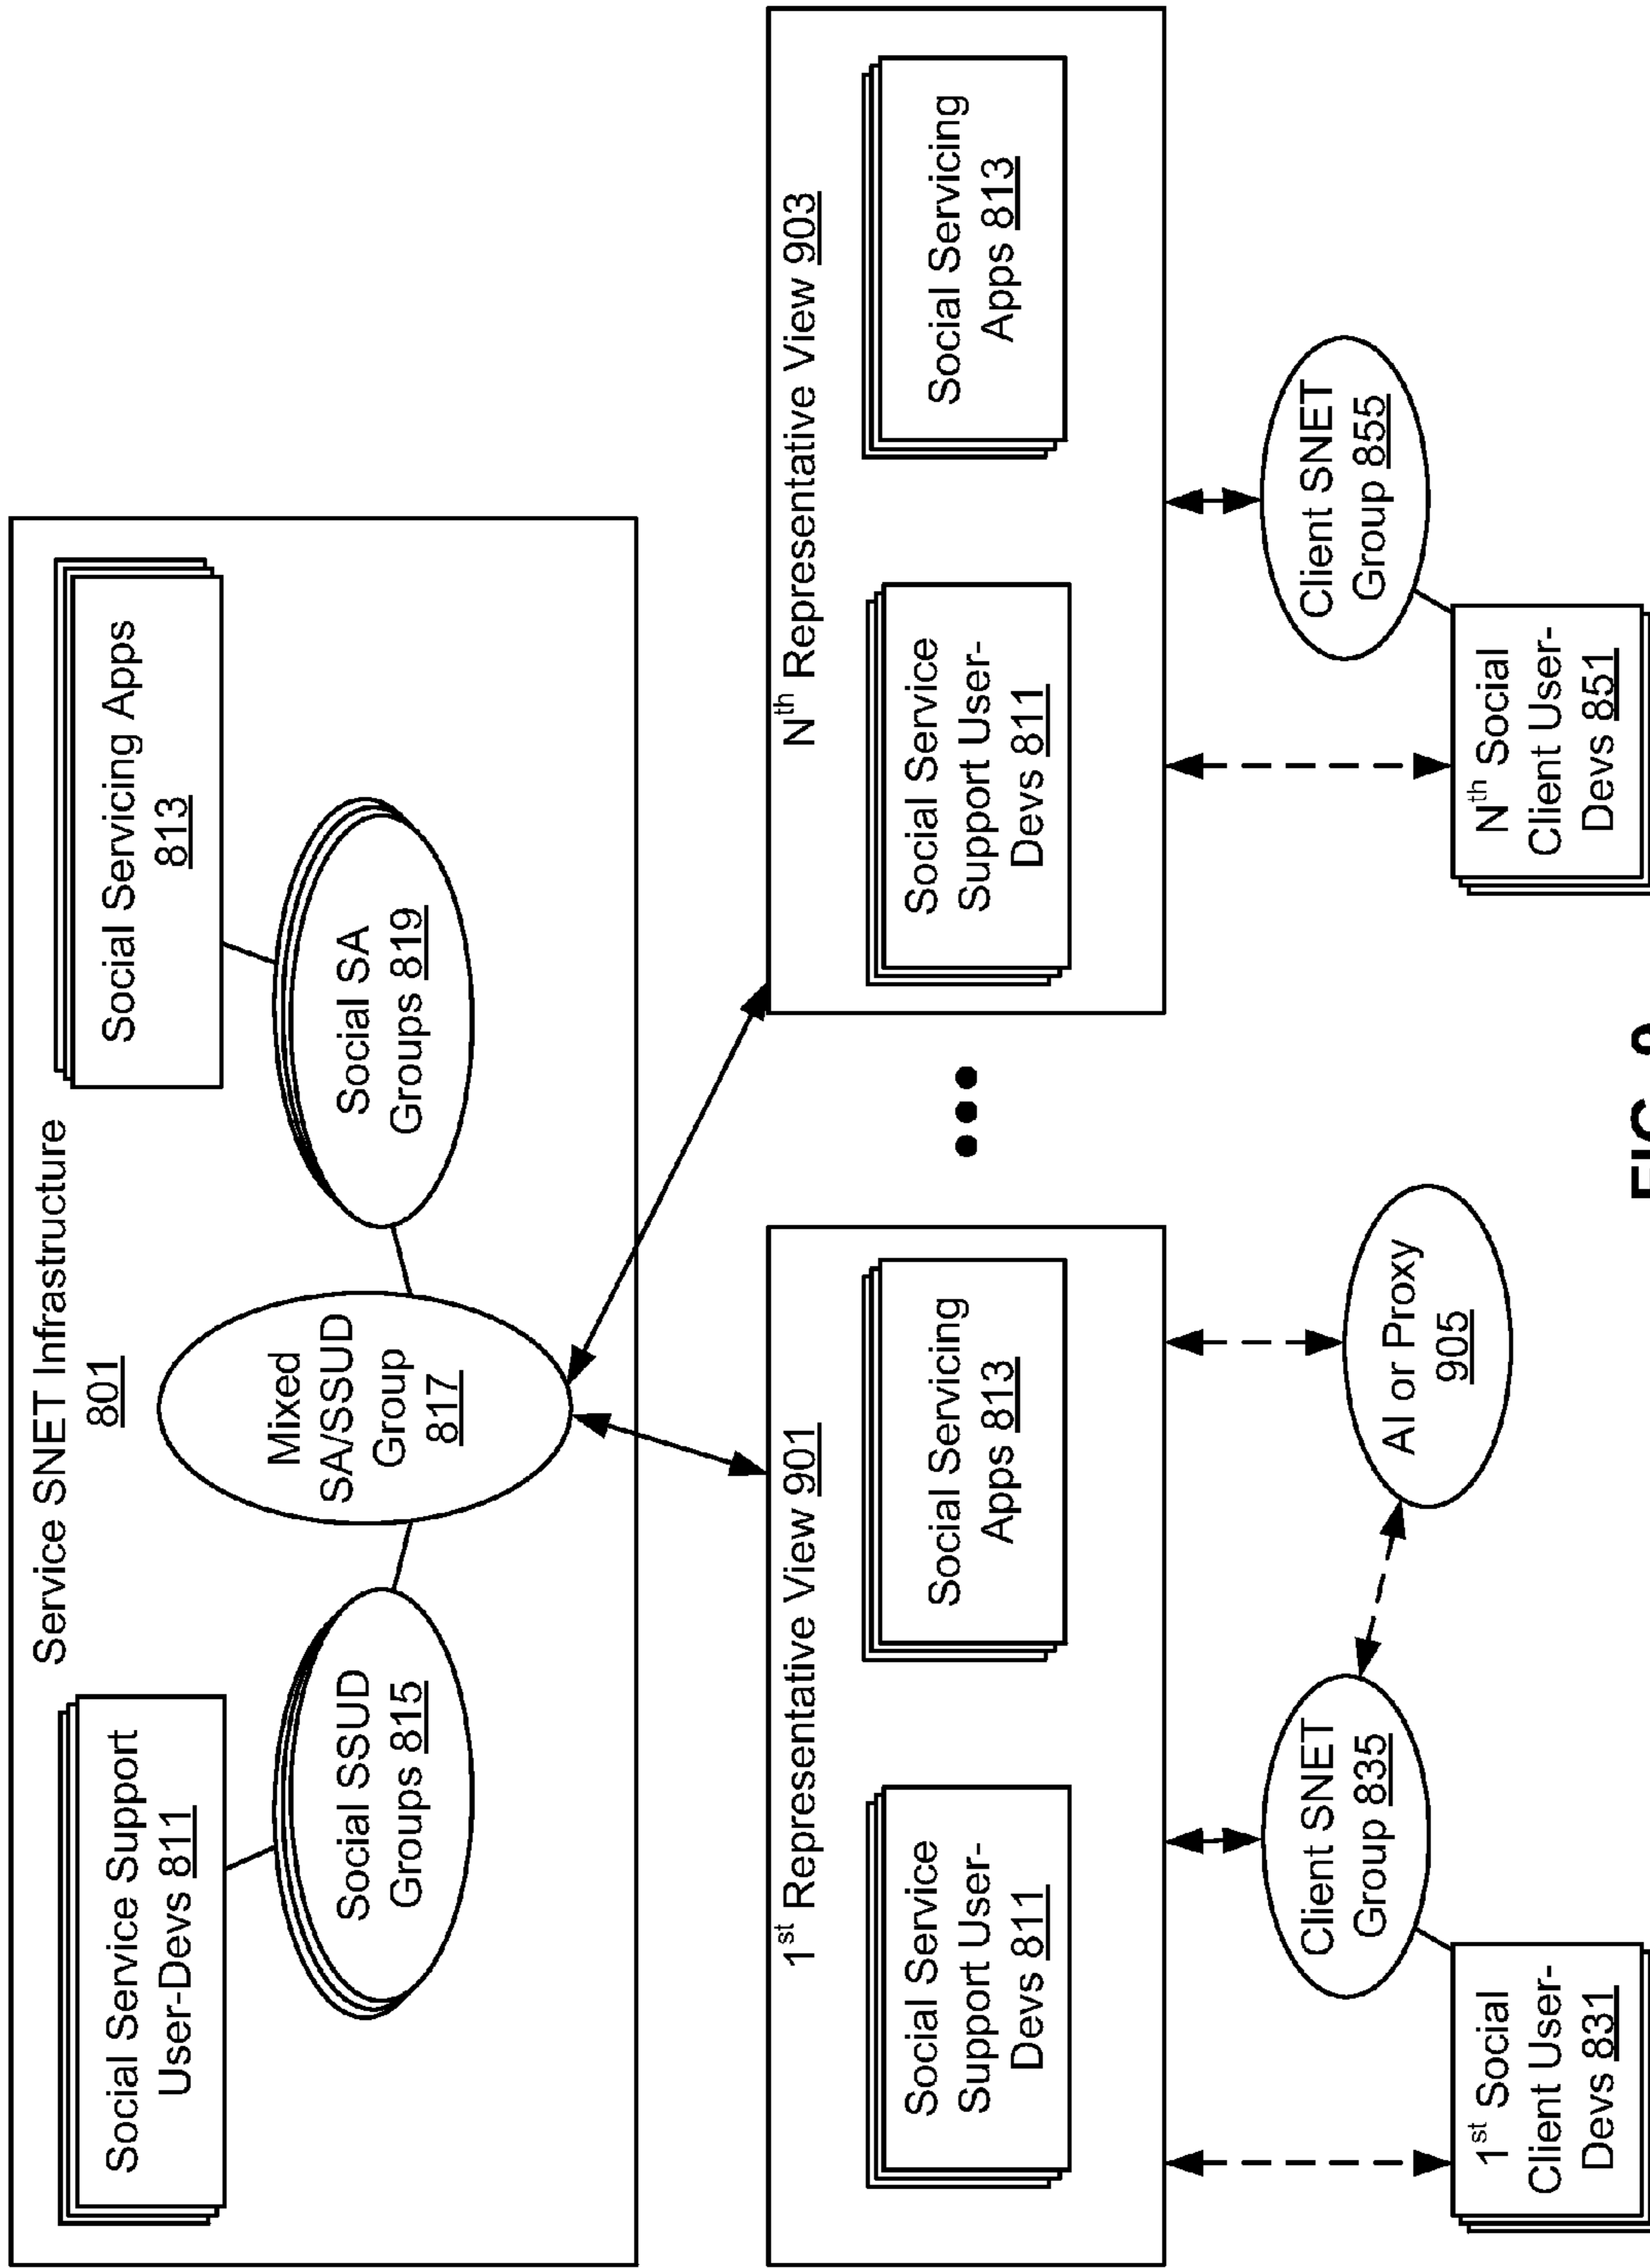 Service SNET Infrastructure
801
Social Service Support
User-Devs 811
Social Servicing Apps
813
Social SSUD
Groups 815
Mixed
SA/SSUD
Group
817
Social SA
Groups 819
1st Representative View 901
Social Service
Support User-
Devs 811
Social Servicing
Apps 813
Nth Representative View 903
Social Service
Support User-
Devs 811
Social Servicing
Apps 813
Client SNET
Group 835
AI or Proxy
905
1st Social
Client User-
Devs 831
Client SNET
Group 855
Nth Social
Client User-
Devs 851
FIG.